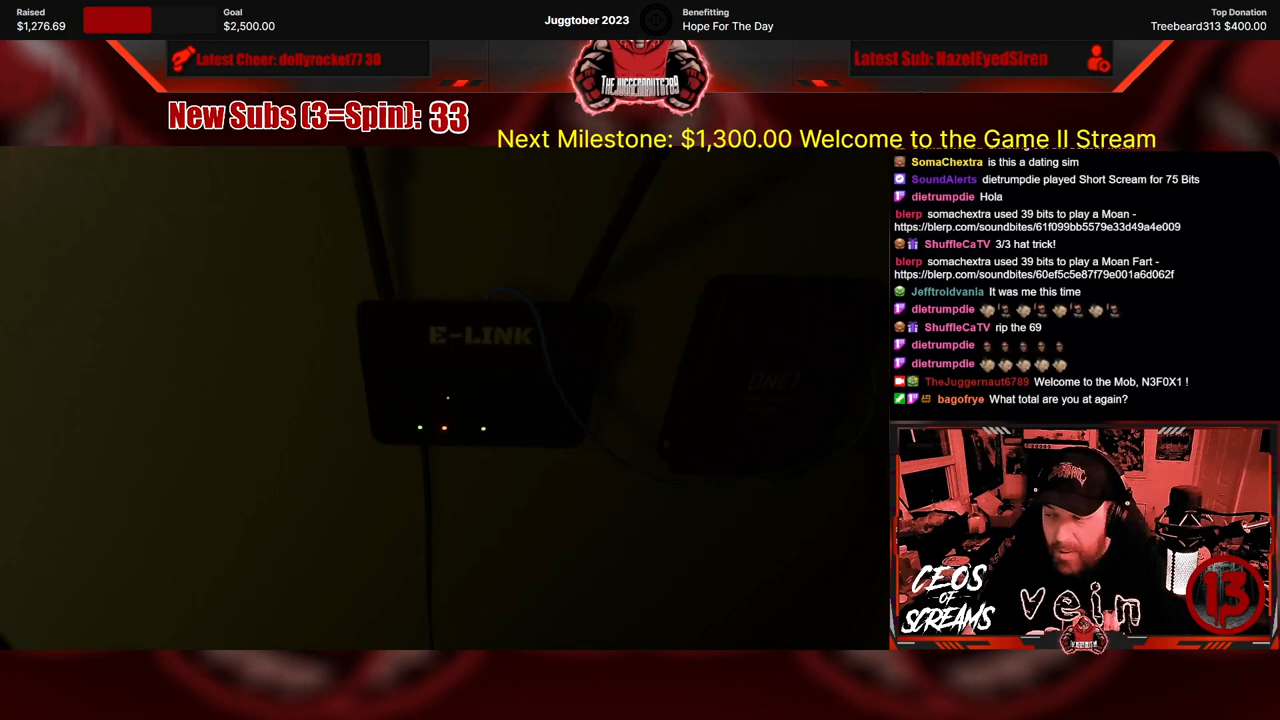 Raised
$1,276.69
Goal
$2,500.00
Juggtober 2023
Benefitting
Hope For The Day
Top Donation
Treebeard313 $400.00
Latest Cheer: dollyrocket77 30
THEJUGGERNAUT6789
Latest Sub: HazelEyedSiren
New Subs (3=Spin): 33
Next Milestone: $1,300.00 Welcome to the Game II Stream
SomaChextra is this a dating sim
SoundAlerts dietrumpdie played Short Scream for 75 Bits
dietrumpdie Hola
blerp somachextra used 39 bits to play a Moan -
https://blerp.com/soundbites/61f099bb5579e33d49a4e009
ShuffleCaTV 3/3 hat trick!
blerp somachextra used 39 bits to play a Moan Fart -
https://blerp.com/soundbites/60ef5c5e87f79e001a6d062f
Jefftroidvania It was me this time
dietrumpdie
ShuffleCaTV rip the 69
dietrumpdie
dietrumpdie
TheJuggernaut6789 Welcome to the Mob, N3F0X1 !
bagofrye What total are you at again?
E-LINK
CEOS
OF
SCREAMS
vein
13